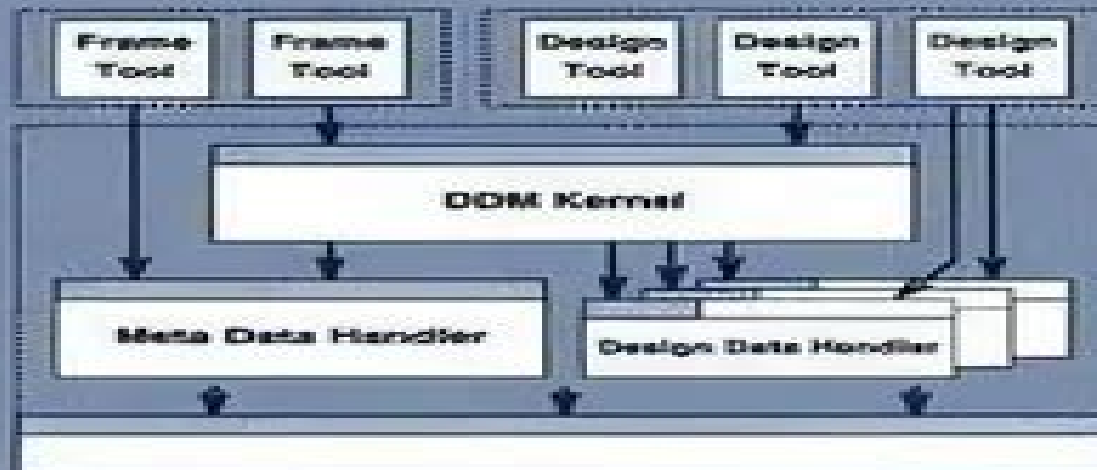 Frame
Tool
Frame
Tool
Design
Tool
Design
Tool
Design
Tool
DDM Kernel
Meta Data Handler
Design Data Handler